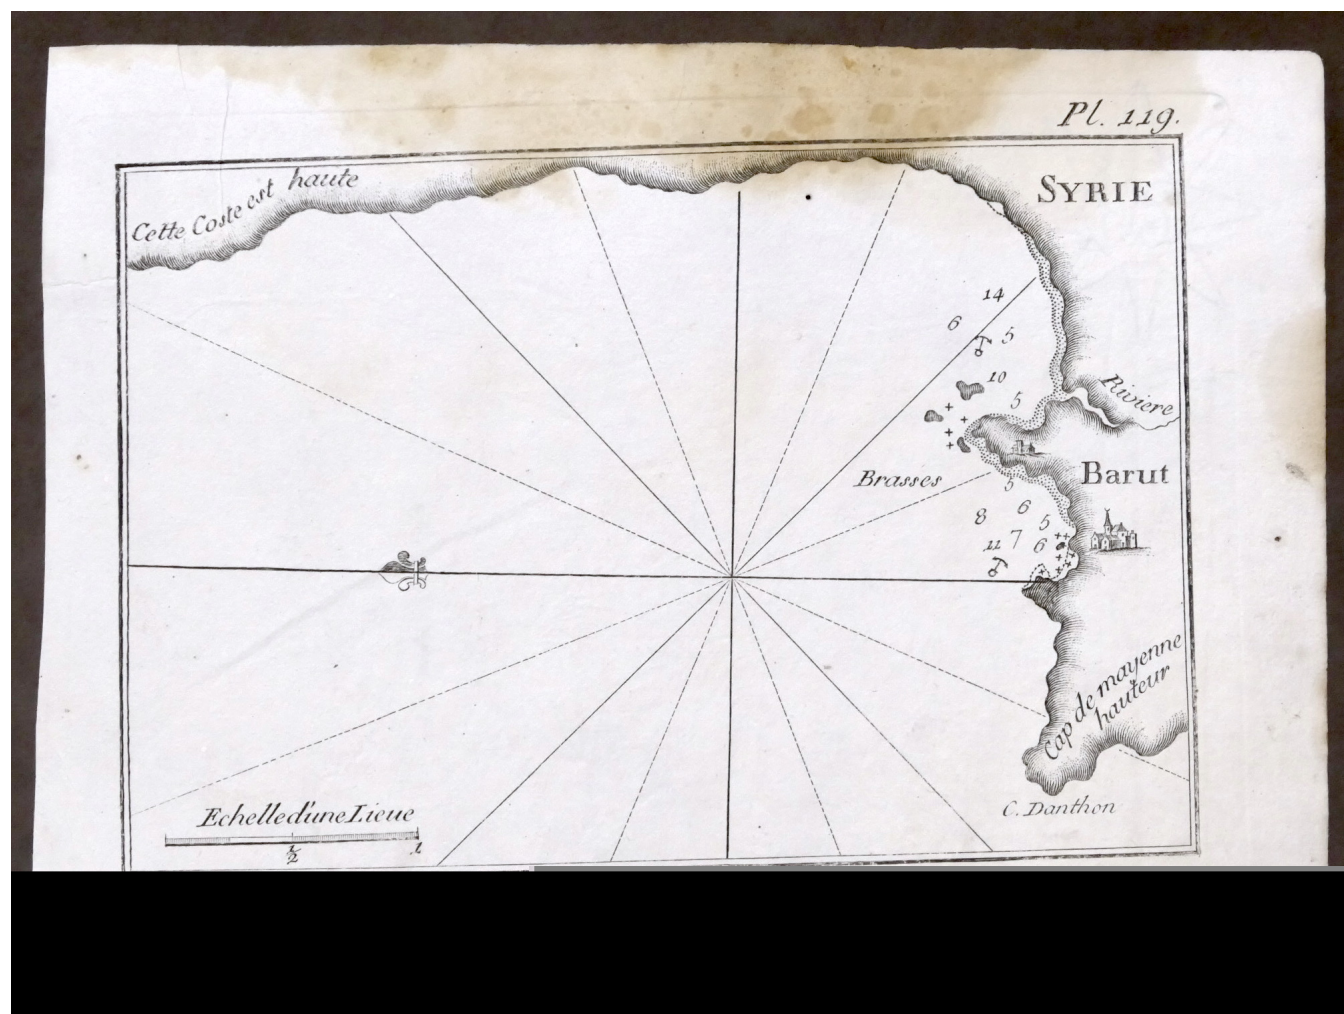 Pl. 119.
Cette Coste est haute
SYRIE
14
6
5
10
5
Riviere
Brasses
Barut
5
8
6
5
11
7
6
Cap de mayenne
hauteur
C. Danthon
Echelle d'une Lieue
1/2
1